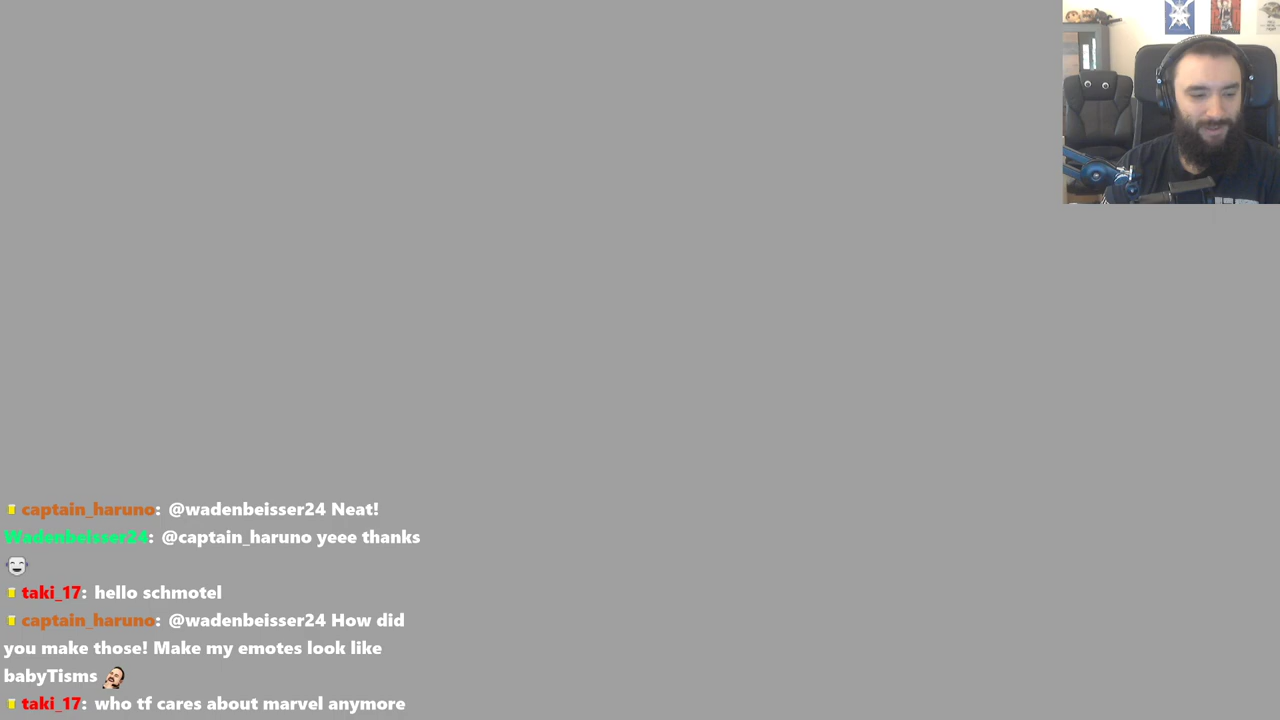 captain_haruno: @wadenbeisser24 Neat!
Wadenbeisser24: @captain_haruno yeee thanks
taki_17: hello schmotel
captain_haruno: @wadenbeisser24 How did
you make those! Make my emotes look like
babyTisms
taki_17: who tf cares about marvel anymore